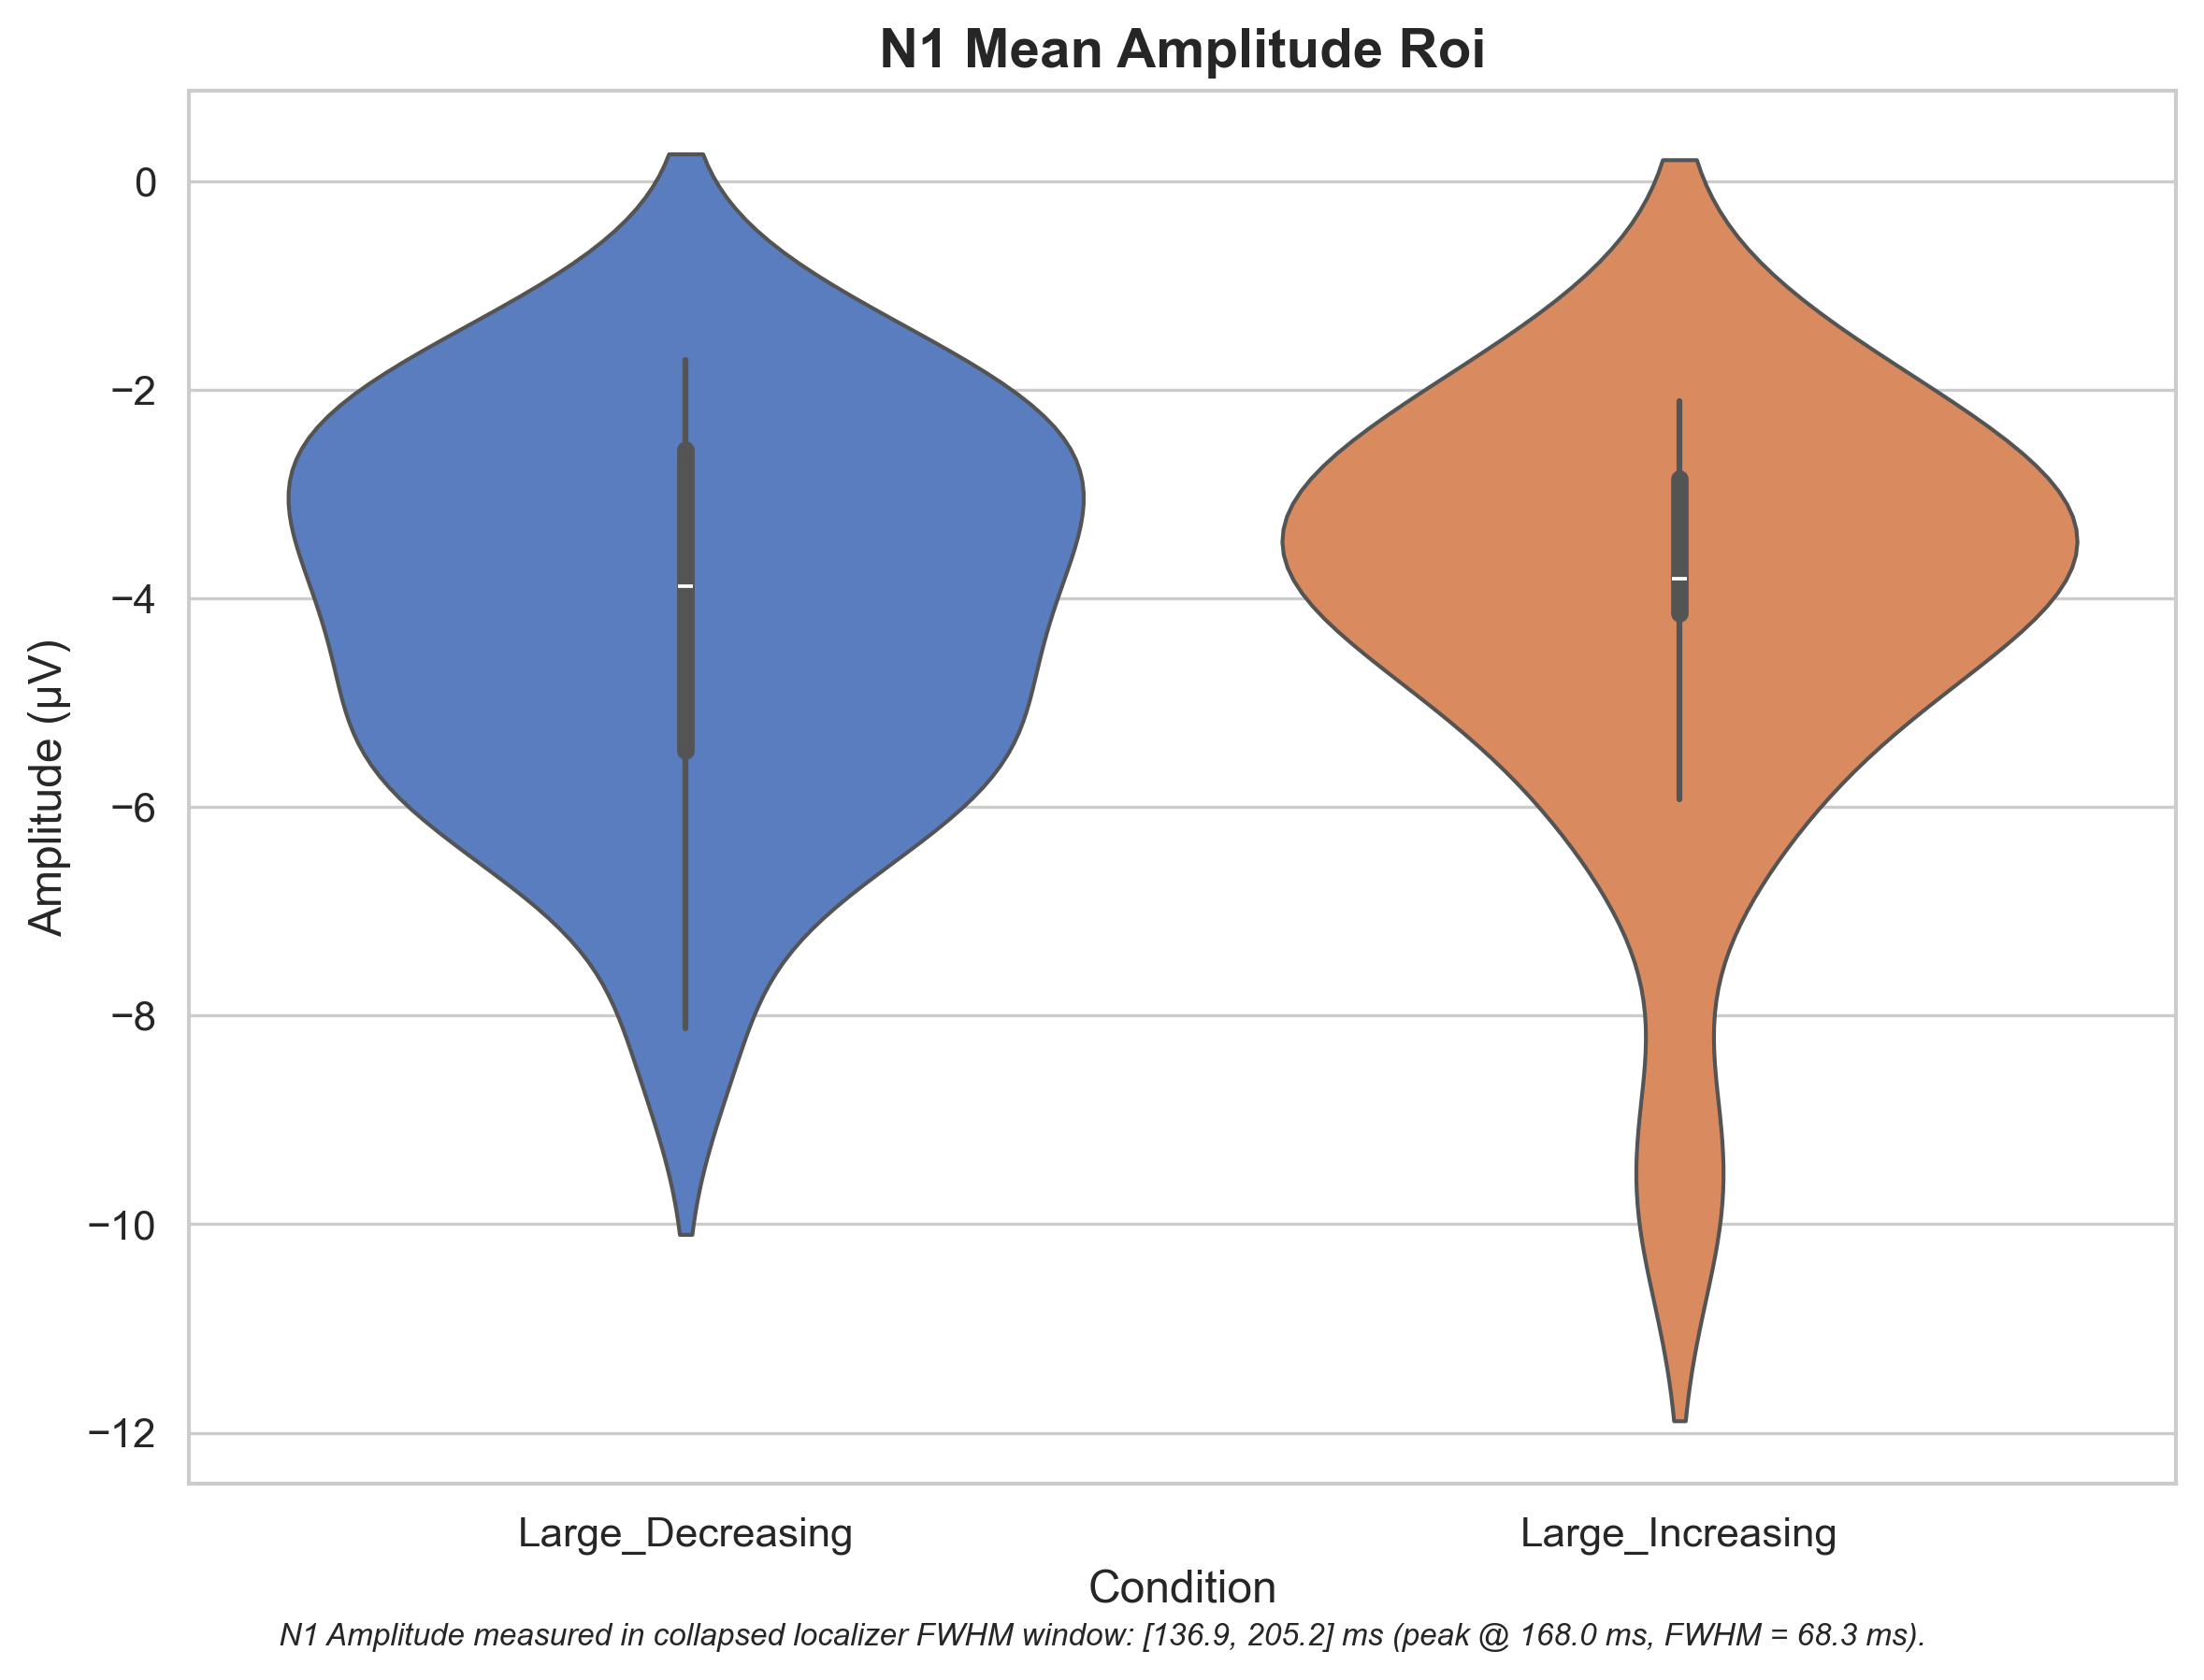 N1 Mean Amplitude Roi
Amplitude (µV)
0
−2
−4
−6
−8
−10
−12
Large_Decreasing
Large_Increasing
Condition
N1 Amplitude measured in collapsed localizer FWHM window: [136.9, 205.2] ms (peak @ 168.0 ms, FWHM = 68.3 ms).